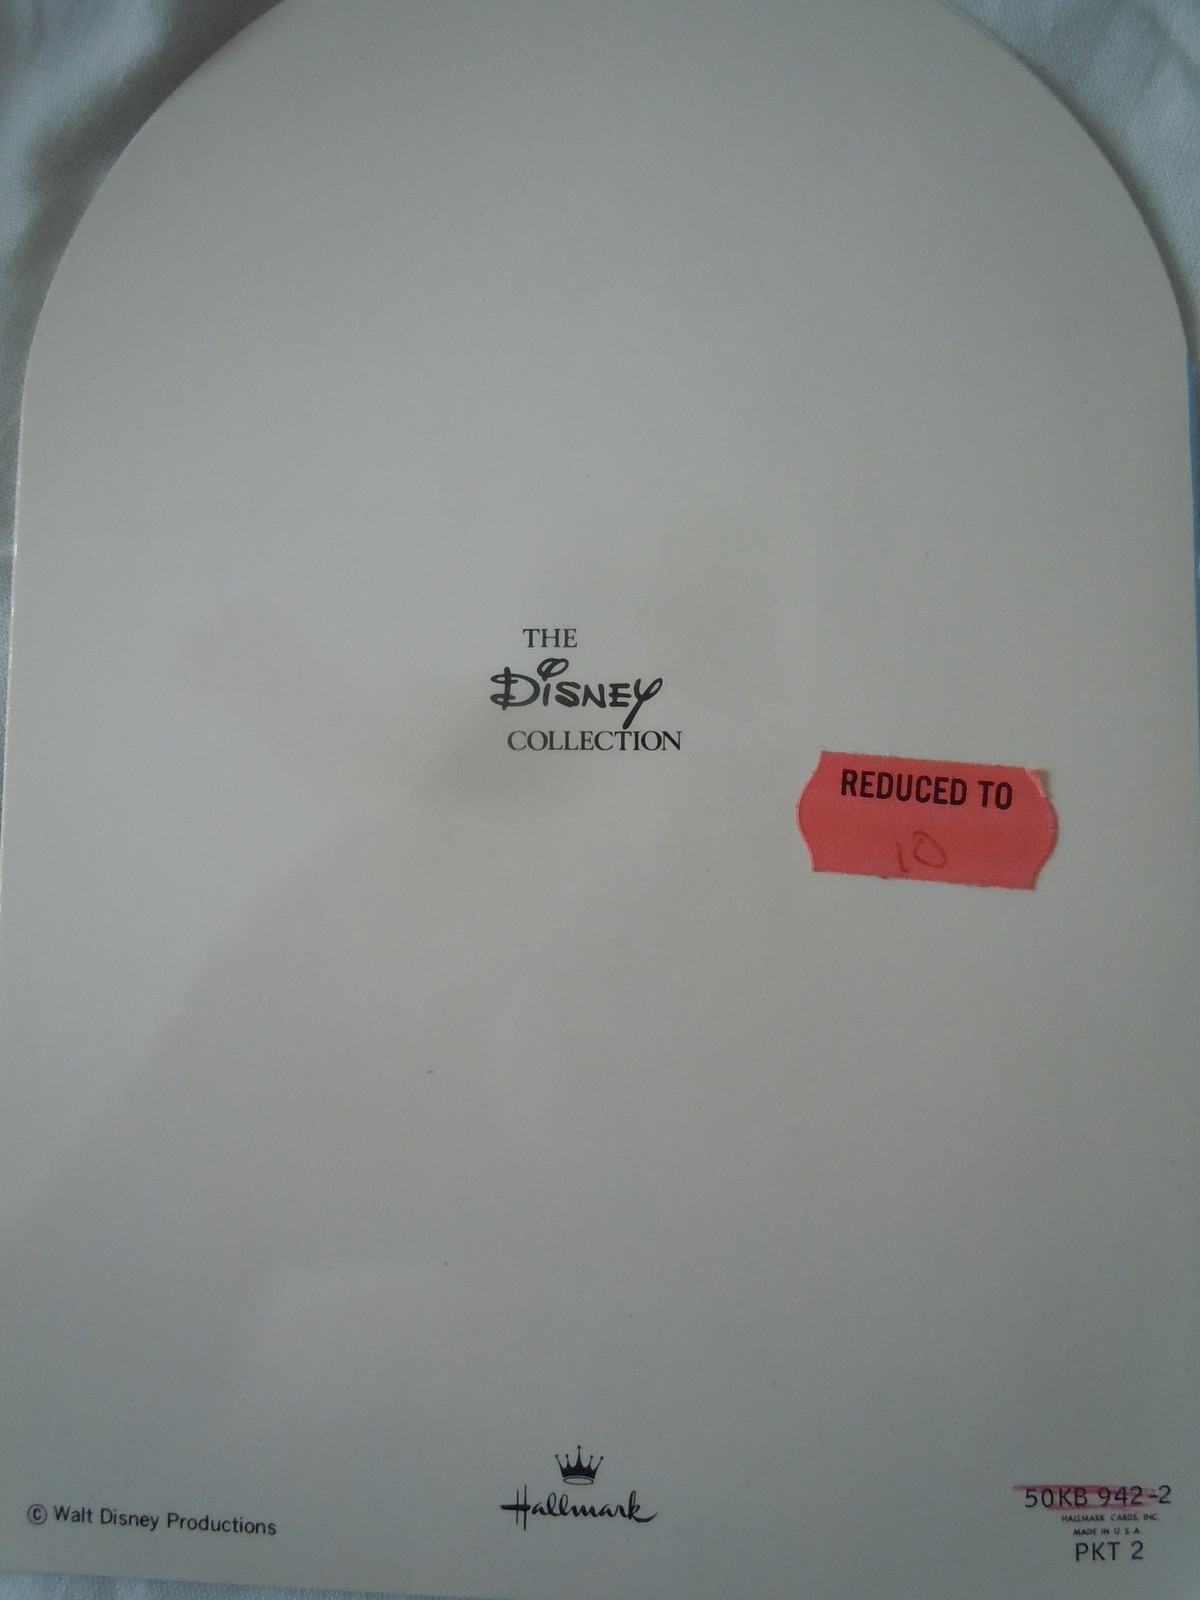 THE
Disney
COLLECTION
REDUCED TO
10
Hallmark
© Walt Disney Productions
50KB 942-2
HALLMARK CARDS, INC.
MADE IN U.S.A
PKT 2